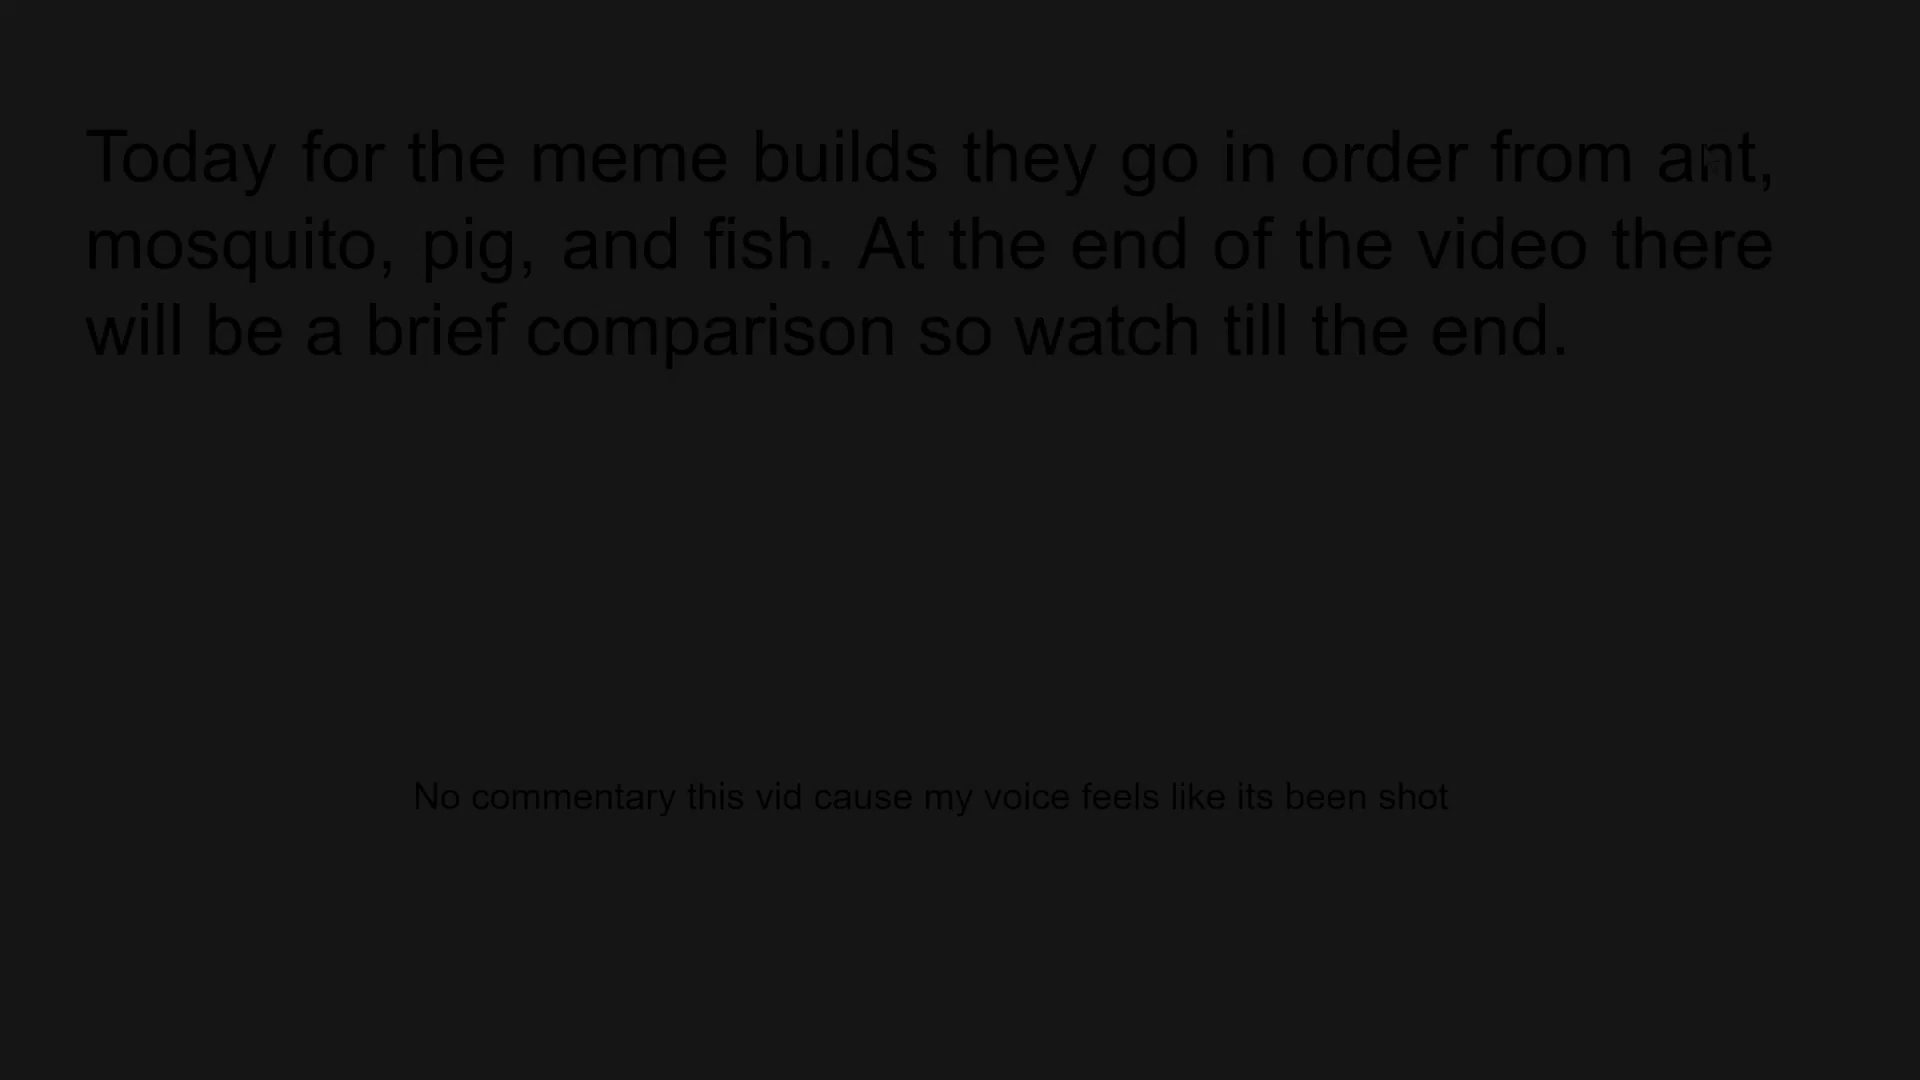 Today for the meme builds they go in order from ant,
mosquito, pig, and fish. At the end of the video there
will be a brief comparison so watch till the end.
No commentary this vid cause my voice feels like its been shot